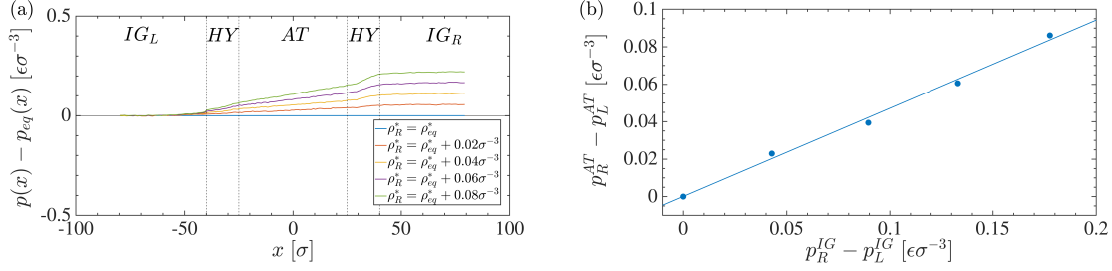 (a)
0.5
0
-0.5
p(x) − p_eq(x) [ϵσ⁻³]
IG_L HY AT HY IG_R
ρ*_R = ρ*_eq
ρ*_R = ρ*_eq + 0.02σ⁻³
ρ*_R = ρ*_eq + 0.04σ⁻³
ρ*_R = ρ*_eq + 0.06σ⁻³
ρ*_R = ρ*_eq + 0.08σ⁻³
-100 -50 0 50 100
x [σ]
(b)
0.1
0.08
0.06
0.04
0.02
0
p_R^AT − p_L^AT [ϵσ⁻³]
0 0.05 0.1 0.15 0.2
p_R^IG − p_L^IG [ϵσ⁻³]